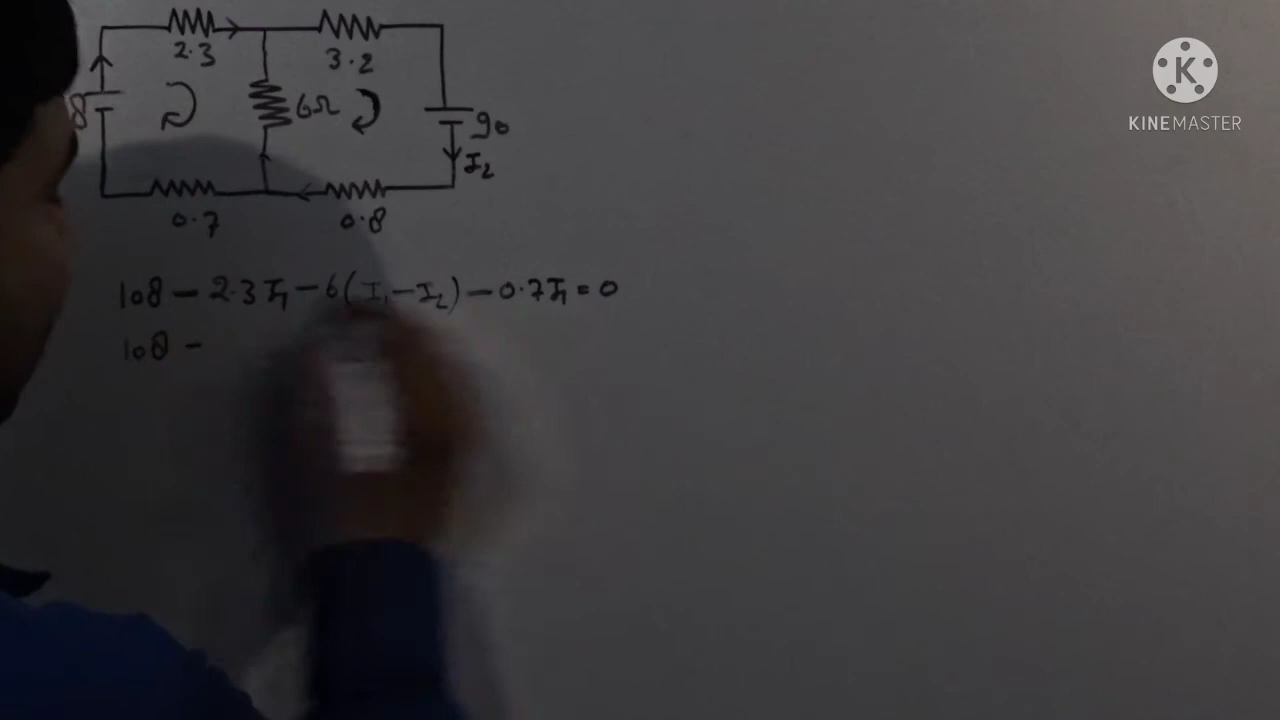 2.3
3.2
8
6Ω
90
I2
0.7
0.8
108 - 2.3 I1 - 6(I1 - I2) - 0.7 I1 = 0
108 -
K
KINEMASTER